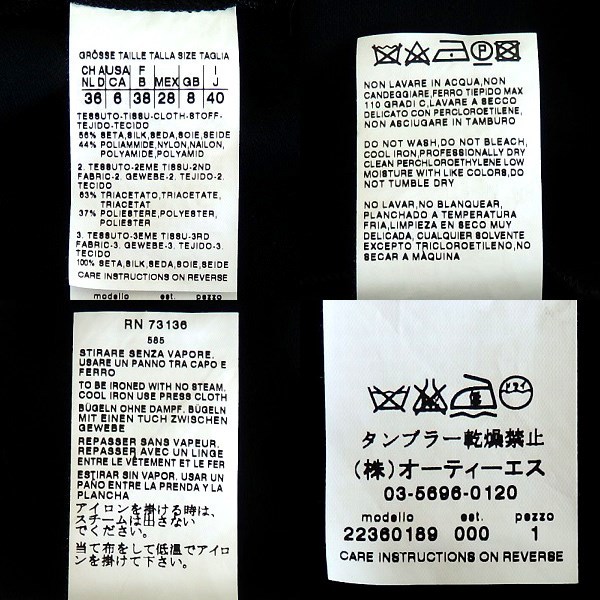 GRÖSSE TAILLE TALLA SIZE TAGLIA
CH AUSA F I
NL D CA B MEX GB J
36 6 38 28 8 40
TESSUTO-TISSU-CLOTH-STOFF-
TEJIDO-TECIDO
56% SETA,SILK,SEDA,SOIE,SEIDE
44% POLIAMMIDE,NYLON,NAILON,
POLYAMIDE,POLYAMID
2. TESSUTO-2EME TISSU-2ND
FABRIC-2. GEWEBE-2. TEJIDO-2.
TECIDO
63% TRIACETATO,TRIACETATE,
TRIACETAT
37% POLIESTERE,POLYESTER,
POLIESTER
3. TESSUTO-3EME TISSU-3RD
FABRIC-3. GEWEBE-3. TEJIDO-3.
TECIDO
100% SETA,SILK,SEDA,SOIE,SEIDE
CARE INSTRUCTIONS ON REVERSE
modello est. pezzo
NON LAVARE IN ACQUA,NON
CANDEGGIARE,FERRO TIEPIDO MAX
110 GRADI C,LAVARE A SECCO
DELICATO CON PERCLOROETILENE,
NON ASCIUGARE IN TAMBURO
DO NOT WASH,DO NOT BLEACH,
COOL IRON,PROFESSIONALLY DRY
CLEAN PERCHLOROETHYLENE LOW
MOISTURE WITH LIKE COLORS,DO
NOT TUMBLE DRY
NO LAVAR,NO BLANQUEAR,
PLANCHADO A TEMPERATURA
FRIA,LIMPIEZA EN SECO MUY
DELICADA, CUALQUIER SOLVENTE
EXCEPTO TRICLOROETILENO,NO
SECAR A MÀQUINA
RN 73136
585
STIRARE SENZA VAPORE.
USARE UN PANNO TRA CAPO E
FERRO
TO BE IRONED WITH NO STEAM.
COOL IRON USE PRESS CLOTH
BÜGELN OHNE DAMPF. BÜGELN
MIT EINEN TUCH ZWISCHEN
GEWEBE
REPASSER SANS VAPEUR.
REPASSER AVEC UN LINGE
ENTRE LE VÊTEMENT ET LE FER
ESTIRAR SIN VAPOR. USAR UN
PAÑO ENTRE LA PRENDA Y LA
PLANCHA
アイロンを掛ける時は、
スチームは出さない
でください。
当て布をして低温でアイロ
ンを掛けて下さい。
低 ドライ
タンブラー乾燥禁止
(株)オーティーエス
03-5696-0120
modello est. pezzo
22360189 000 1
CARE INSTRUCTIONS ON REVERSE